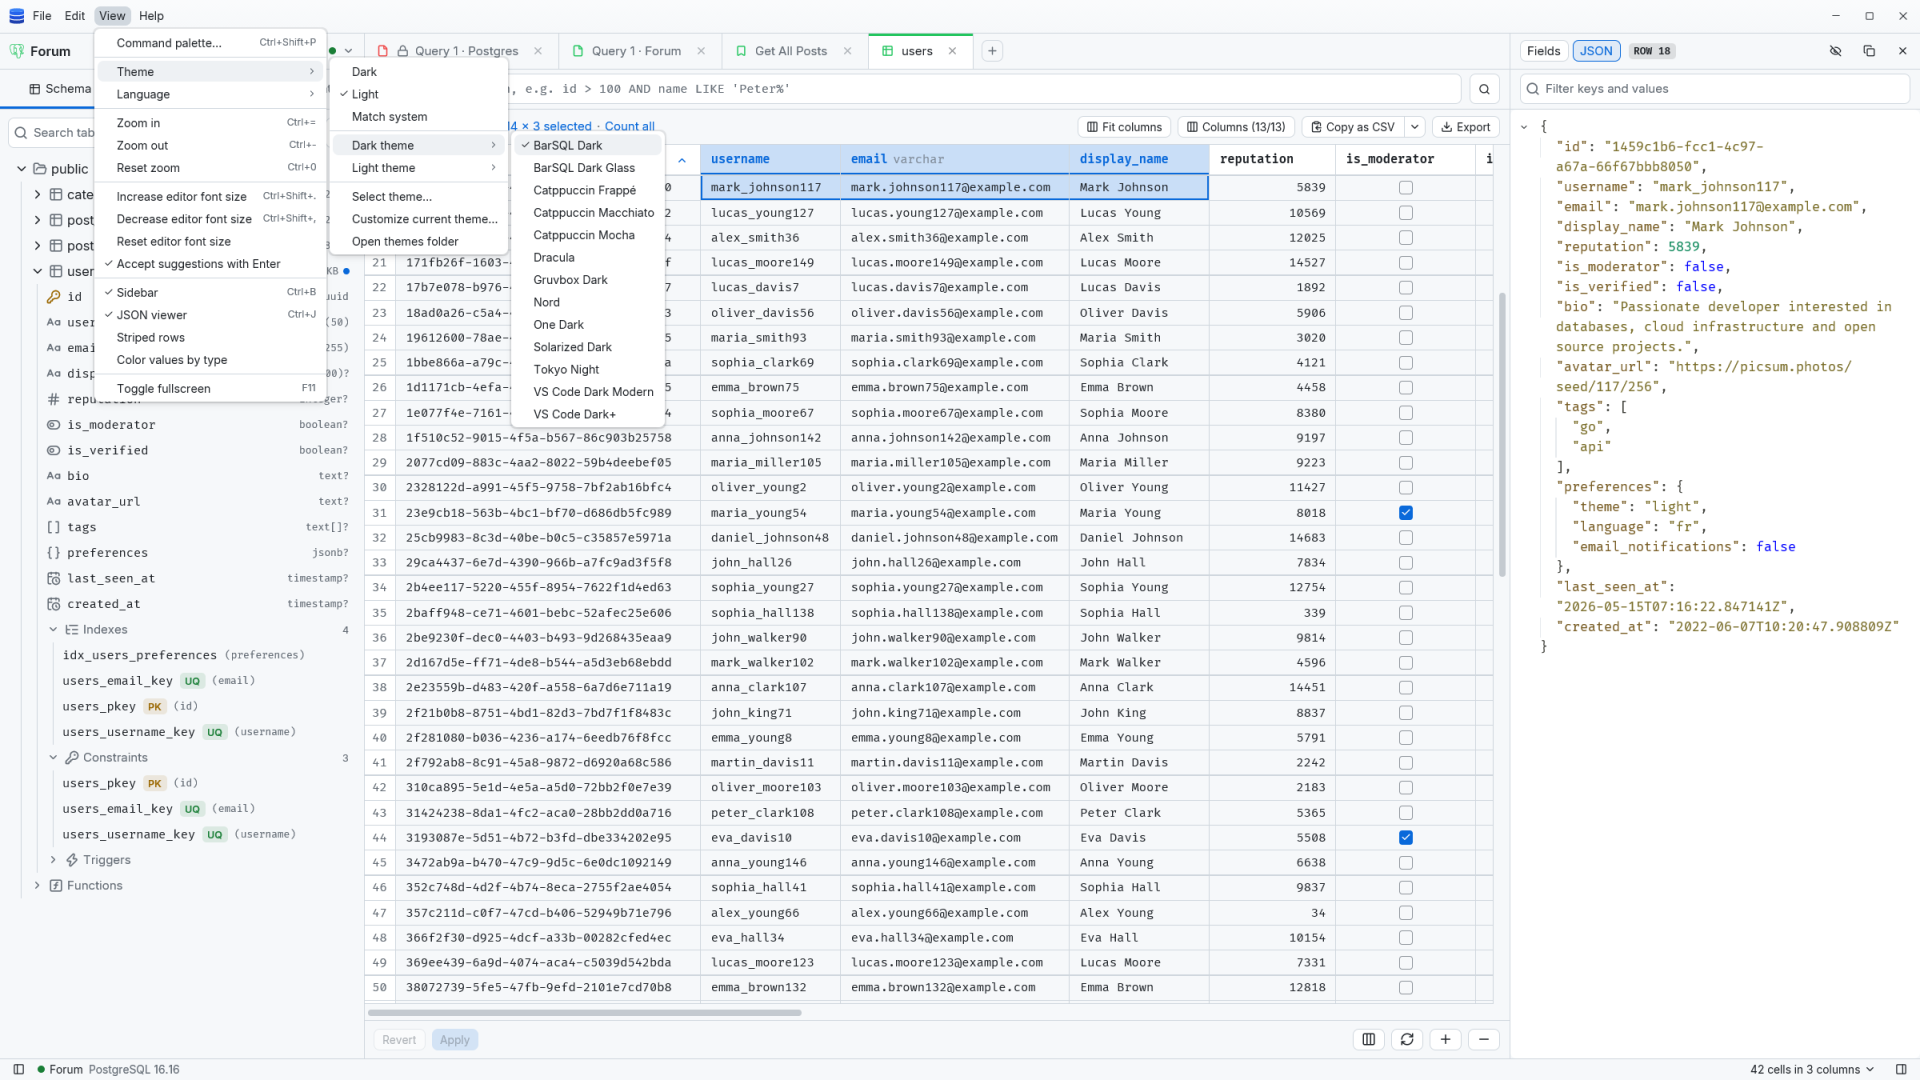 File Edit View Help
Forum
Query 1 · Postgres
Query 1 · Forum
Get All Posts
users
Fields JSON ROW 18
Command palette... Ctrl+Shift+P
Theme
Language
Zoom in Ctrl+=
Zoom out Ctrl+-
Reset zoom Ctrl+0
Increase editor font size Ctrl+Shift+.
Decrease editor font size Ctrl+Shift+,
Reset editor font size
Accept suggestions with Enter
Sidebar Ctrl+B
JSON viewer Ctrl+J
Striped rows
Color values by type
Toggle fullscreen F11
Dark
Light
Match system
Dark theme
Light theme
Select theme...
Customize current theme...
Open themes folder
BarSQL Dark
BarSQL Dark Glass
Catppuccin Frappé
Catppuccin Macchiato
Catppuccin Mocha
Dracula
Gruvbox Dark
Nord
One Dark
Solarized Dark
Tokyo Night
VS Code Dark Modern
VS Code Dark+
Schema
Search tab
public
KB
id uuid
(50)
255)
is_moderator boolean?
is_verified boolean?
bio text?
avatar_url text?
tags text[]?
preferences jsonb?
last_seen_at timestamp?
created_at timestamp?
Indexes 4
idx_users_preferences (preferences)
users_email_key UQ (email)
users_pkey PK (id)
users_username_key UQ (username)
Constraints 3
users_pkey PK (id)
users_email_key UQ (email)
users_username_key UQ (username)
Triggers
Functions
, e.g. id > 100 AND name LIKE 'Peter%'
14 × 3 selected · Count all
Fit columns Columns (13/13) Copy as CSV Export
username email varchar display_name reputation is_moderator
mark_johnson117 mark.johnson117@example.com Mark Johnson 5839
lucas_young127 lucas.young127@example.com Lucas Young 10569
alex_smith36 alex.smith36@example.com Alex Smith 12025
21 171fb26f-1603- lucas_moore149 lucas.moore149@example.com Lucas Moore 14527
22 17b7e078-b976- lucas_davis7 lucas.davis7@example.com Lucas Davis 1892
23 18ad0a26-c5a4- oliver_davis56 oliver.davis56@example.com Oliver Davis 5906
24 19612600-78ae- maria_smith93 maria.smith93@example.com Maria Smith 3020
25 1bbe866a-a79c- sophia_clark69 sophia.clark69@example.com Sophia Clark 4121
26 1d1171cb-4efa- emma_brown75 emma.brown75@example.com Emma Brown 4458
27 1e077f4e-7161- sophia_moore67 sophia.moore67@example.com Sophia Moore 8380
28 1f510c52-9015-4f5a-b567-86c903b25758 anna_johnson142 anna.johnson142@example.com Anna Johnson 9197
29 2077cd09-883c-4aa2-8022-59b4deebef05 maria_miller105 maria.miller105@example.com Maria Miller 9223
30 2328122d-a991-45f5-9758-7bf2ab16bfc4 oliver_young2 oliver.young2@example.com Oliver Young 11427
31 23e9cb18-563b-4bc1-bf70-d686db5fc989 maria_young54 maria.young54@example.com Maria Young 8018
32 25cb9983-8c3d-40be-b0c5-c35857e5971a daniel_johnson48 daniel.johnson48@example.com Daniel Johnson 14683
33 29ca4437-6e7d-4390-966b-a7fc9ad3f5f8 john_hall26 john.hall26@example.com John Hall 7834
34 2b4ee117-5220-455f-8954-7622f1d4ed63 sophia_young27 sophia.young27@example.com Sophia Young 12754
35 2baff948-ce71-4601-bebc-52afec25e606 sophia_hall138 sophia.hall138@example.com Sophia Hall 339
36 2be9230f-dec0-4403-b493-9d268435eaa9 john_walker90 john.walker90@example.com John Walker 9814
37 2d167d5e-ff71-4de8-b544-a5d3eb68ebdd mark_walker102 mark.walker102@example.com Mark Walker 4596
38 2e23559b-d483-420f-a558-6a7d6e711a19 anna_clark107 anna.clark107@example.com Anna Clark 14451
39 2f21b0b8-8751-4bd1-82d3-7bd7f1f8483c john_king71 john.king71@example.com John King 8837
40 2f281080-b036-4236-a174-6eedb76f8fcc emma_young8 emma.young8@example.com Emma Young 5791
41 2f792ab8-8c91-45a8-9872-d6920a68c586 martin_davis11 martin.davis11@example.com Martin Davis 2242
42 310ca895-5e1d-4e5a-a5d0-72bb2f0e7e39 oliver_moore103 oliver.moore103@example.com Oliver Moore 2183
43 31424238-8da1-4fc2-aca0-28bb2dd0a716 peter_clark108 peter.clark108@example.com Peter Clark 5365
44 3193087e-5d51-4b72-b3fd-dbe334202e95 eva_davis10 eva.davis10@example.com Eva Davis 5508
45 3472ab9a-b470-47c9-9d5c-6e0dc1092149 anna_young146 anna.young146@example.com Anna Young 6638
46 352c748d-4d2f-4b74-8eca-2755f2ae4054 sophia_hall41 sophia.hall41@example.com Sophia Hall 9837
47 357c211d-c0f7-47cd-b406-52949b71e796 alex_young66 alex.young66@example.com Alex Young 34
48 366f2f30-d925-4dcf-a33b-00282cfed4ec eva_hall34 eva.hall34@example.com Eva Hall 10154
49 369ee439-6a9d-4074-aca4-c5039d542bda lucas_moore123 lucas.moore123@example.com Lucas Moore 7331
50 38072739-5fe5-47fb-9efd-2101e7cd70b8 emma_brown132 emma.brown132@example.com Emma Brown 12818
Revert Apply
Filter keys and values
{
"id": "1459c1b6-fcc1-4c97-
a67a-66f67bbb8050",
"username": "mark_johnson117",
"email": "mark.johnson117@example.com",
"display_name": "Mark Johnson",
"reputation": 5839,
"is_moderator": false,
"is_verified": false,
"bio": "Passionate developer interested in
databases, cloud infrastructure and open
source projects.",
"avatar_url": "https://picsum.photos/
seed/117/256",
"tags": [
"go",
"api"
],
"preferences": {
"theme": "light",
"language": "fr",
"email_notifications": false
},
"last_seen_at":
"2026-05-15T07:16:22.847141Z",
"created_at": "2022-06-07T10:20:47.908809Z"
}
Forum PostgreSQL 16.16
42 cells in 3 columns